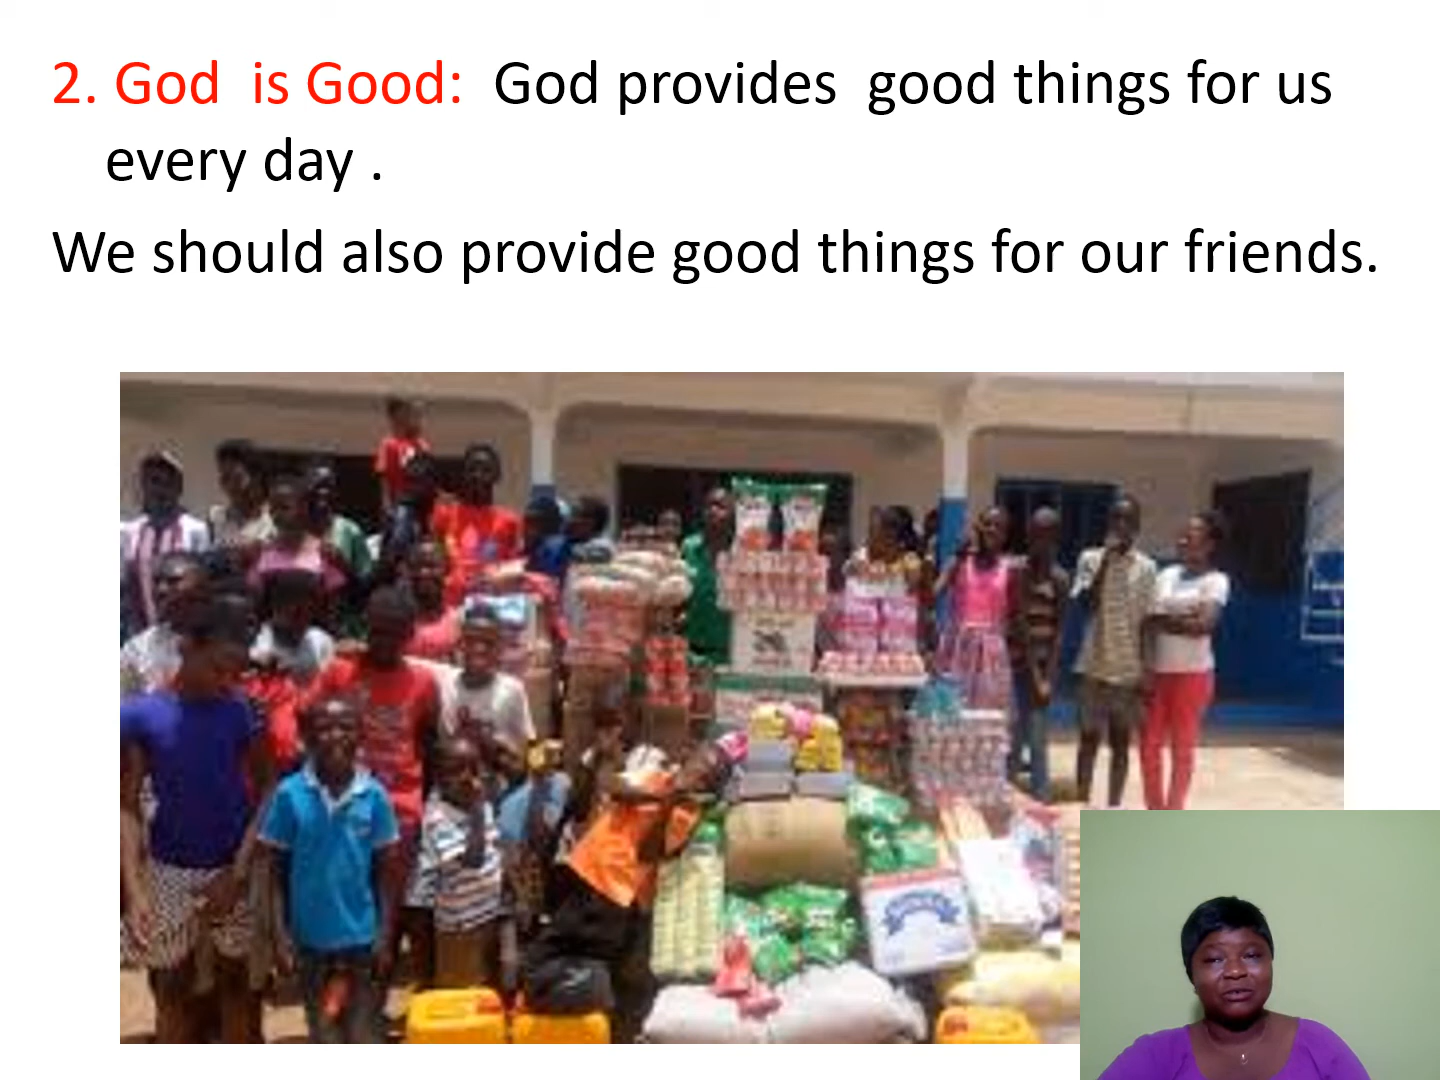 2. God is Good: God provides good things for us
every day .
We should also provide good things for our friends.